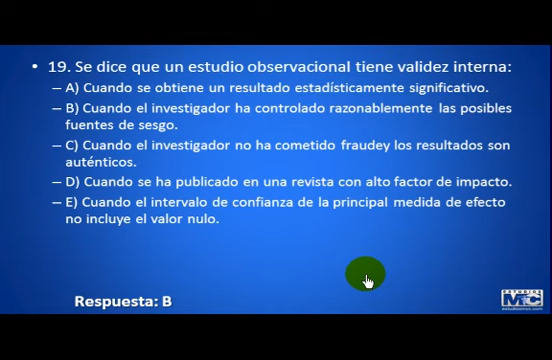 • 19. Se dice que un estudio observacional tiene validez interna:
– A) Cuando se obtiene un resultado estadísticamente significativo.
– B) Cuando el investigador ha controlado razonablemente las posibles
fuentes de sesgo.
– C) Cuando el investigador no ha cometido fraudey los resultados son
auténticos.
– D) Cuando se ha publicado en una revista con alto factor de impacto.
– E) Cuando el intervalo de confianza de la principal medida de efecto
no incluye el valor nulo.
Respuesta: B
ESTUDIOS
MyC